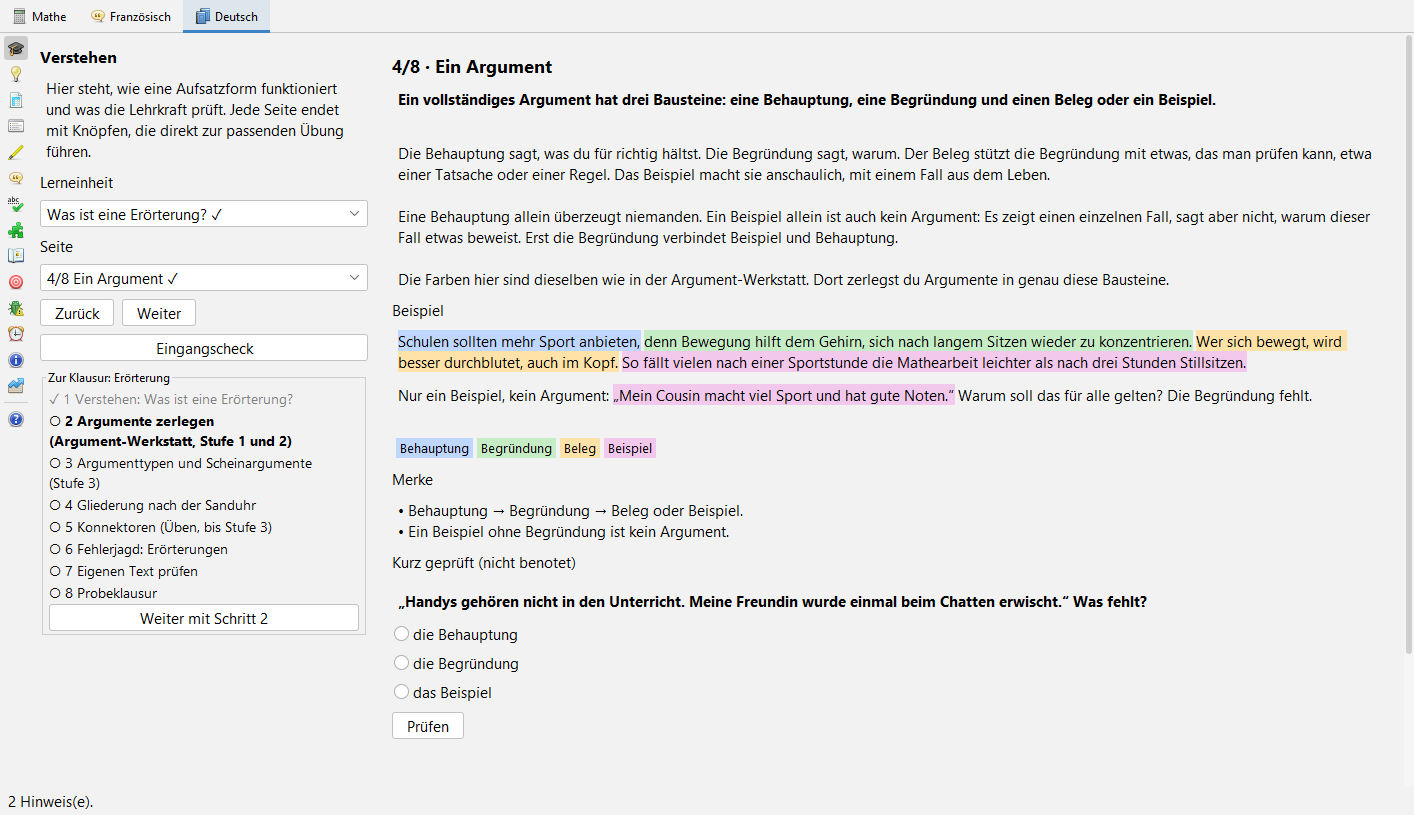 Mathe
Französisch
Deutsch
Verstehen
Hier steht, wie eine Aufsatzform funktioniert
und was die Lehrkraft prüft. Jede Seite endet
mit Knöpfen, die direkt zur passenden Übung
führen.
Lerneinheit
Was ist eine Erörterung? ✓
Seite
4/8 Ein Argument ✓
Zurück
Weiter
Eingangscheck
Zur Klausur: Erörterung
✓ 1 Verstehen: Was ist eine Erörterung?
○ 2 Argumente zerlegen
(Argument-Werkstatt, Stufe 1 und 2)
○ 3 Argumenttypen und Scheinargumente
(Stufe 3)
○ 4 Gliederung nach der Sanduhr
○ 5 Konnektoren (Üben, bis Stufe 3)
○ 6 Fehlerjagd: Erörterungen
○ 7 Eigenen Text prüfen
○ 8 Probeklausur
Weiter mit Schritt 2
4/8 · Ein Argument
Ein vollständiges Argument hat drei Bausteine: eine Behauptung, eine Begründung und einen Beleg oder ein Beispiel.
Die Behauptung sagt, was du für richtig hältst. Die Begründung sagt, warum. Der Beleg stützt die Begründung mit etwas, das man prüfen kann, etwa
einer Tatsache oder einer Regel. Das Beispiel macht sie anschaulich, mit einem Fall aus dem Leben.
Eine Behauptung allein überzeugt niemanden. Ein Beispiel allein ist auch kein Argument: Es zeigt einen einzelnen Fall, sagt aber nicht, warum dieser
Fall etwas beweist. Erst die Begründung verbindet Beispiel und Behauptung.
Die Farben hier sind dieselben wie in der Argument-Werkstatt. Dort zerlegst du Argumente in genau diese Bausteine.
Beispiel
Schulen sollten mehr Sport anbieten, denn Bewegung hilft dem Gehirn, sich nach langem Sitzen wieder zu konzentrieren. Wer sich bewegt, wird
besser durchblutet, auch im Kopf. So fällt vielen nach einer Sportstunde die Mathearbeit leichter als nach drei Stunden Stillsitzen.
Nur ein Beispiel, kein Argument: „Mein Cousin macht viel Sport und hat gute Noten.“ Warum soll das für alle gelten? Die Begründung fehlt.
Behauptung Begründung Beleg Beispiel
Merke
• Behauptung → Begründung → Beleg oder Beispiel.
• Ein Beispiel ohne Begründung ist kein Argument.
Kurz geprüft (nicht benotet)
„Handys gehören nicht in den Unterricht. Meine Freundin wurde einmal beim Chatten erwischt.“ Was fehlt?
die Behauptung
die Begründung
das Beispiel
Prüfen
2 Hinweis(e).